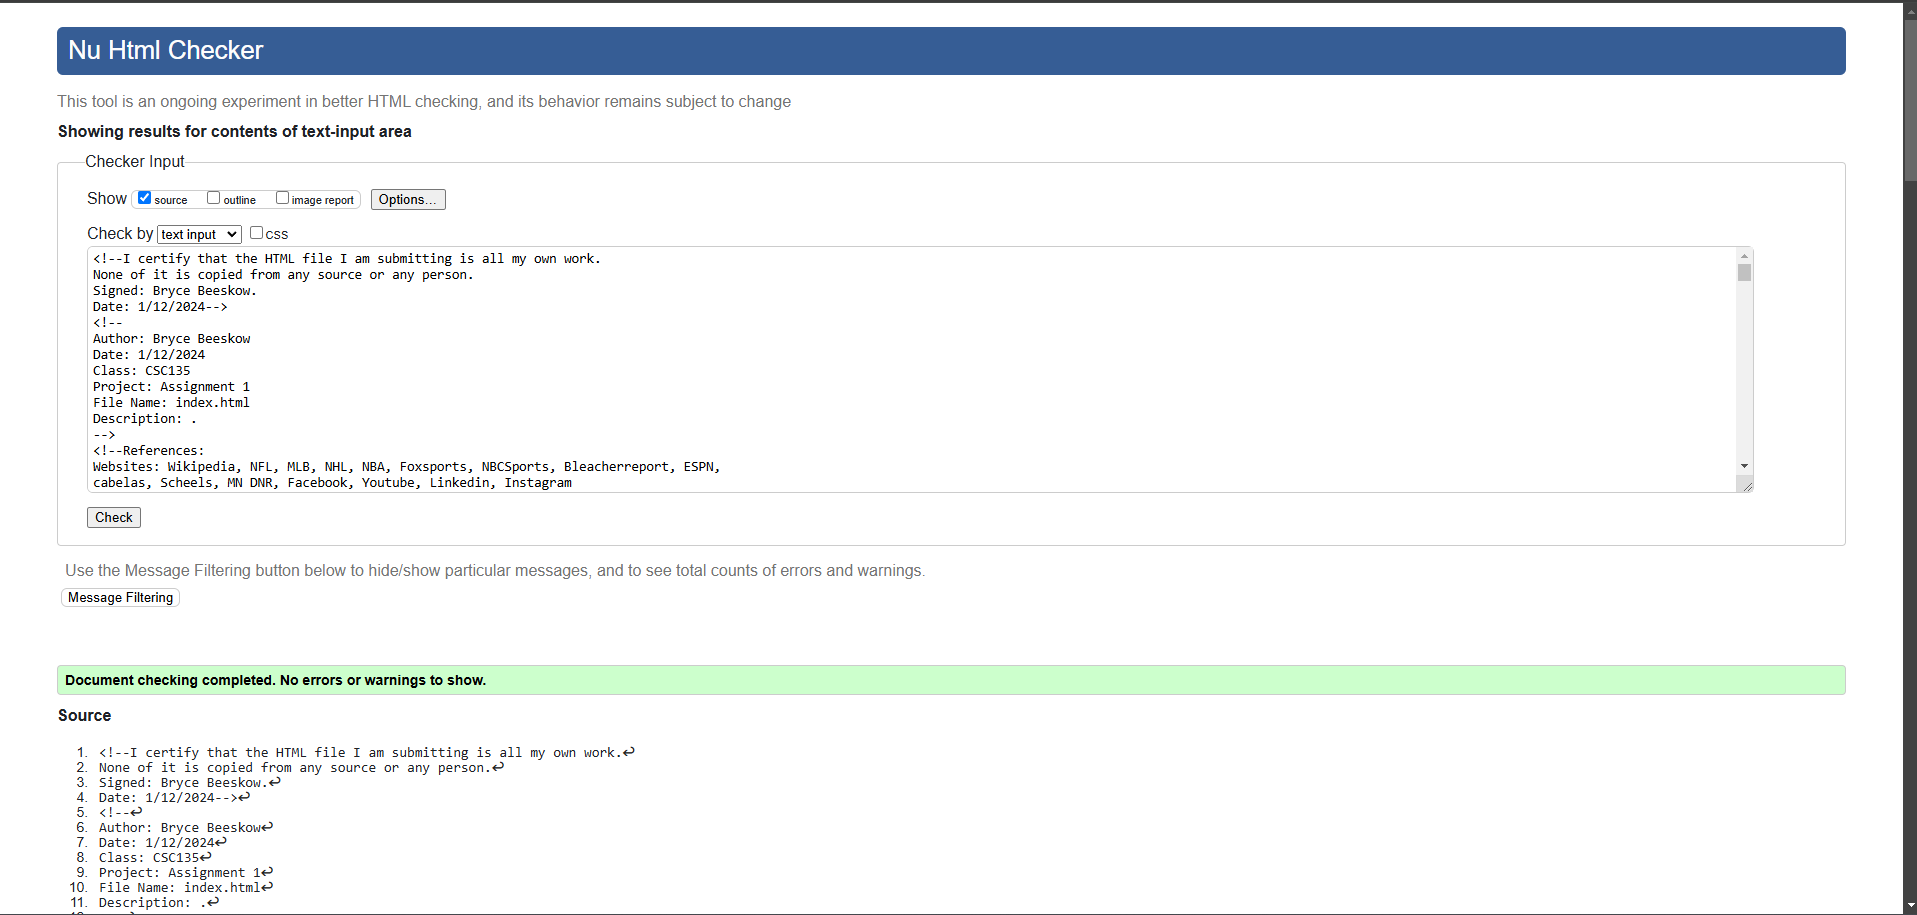 Nu Html Checker
This tool is an ongoing experiment in better HTML checking, and its behavior remains subject to change
Showing results for contents of text-input area
Checker Input
Show source outline image report Options...
Check by text input css
<!--I certify that the HTML file I am submitting is all my own work.
None of it is copied from any source or any person.
Signed: Bryce Beeskow.
Date: 1/12/2024-->
<!--
Author: Bryce Beeskow
Date: 1/12/2024
Class: CSC135
Project: Assignment 1
File Name: index.html
Description: .
-->
<!--References:
Websites: Wikipedia, NFL, MLB, NHL, NBA, Foxsports, NBCSports, Bleacherreport, ESPN,
cabelas, Scheels, MN DNR, Facebook, Youtube, Linkedin, Instagram
Check
Use the Message Filtering button below to hide/show particular messages, and to see total counts of errors and warnings.
Message Filtering
Document checking completed. No errors or warnings to show.
Source
1. <!--I certify that the HTML file I am submitting is all my own work.↩
2. None of it is copied from any source or any person.↩
3. Signed: Bryce Beeskow.↩
4. Date: 1/12/2024-->↩
5. <!--↩
6. Author: Bryce Beeskow↩
7. Date: 1/12/2024↩
8. Class: CSC135↩
9. Project: Assignment 1↩
10. File Name: index.html↩
11. Description: .↩